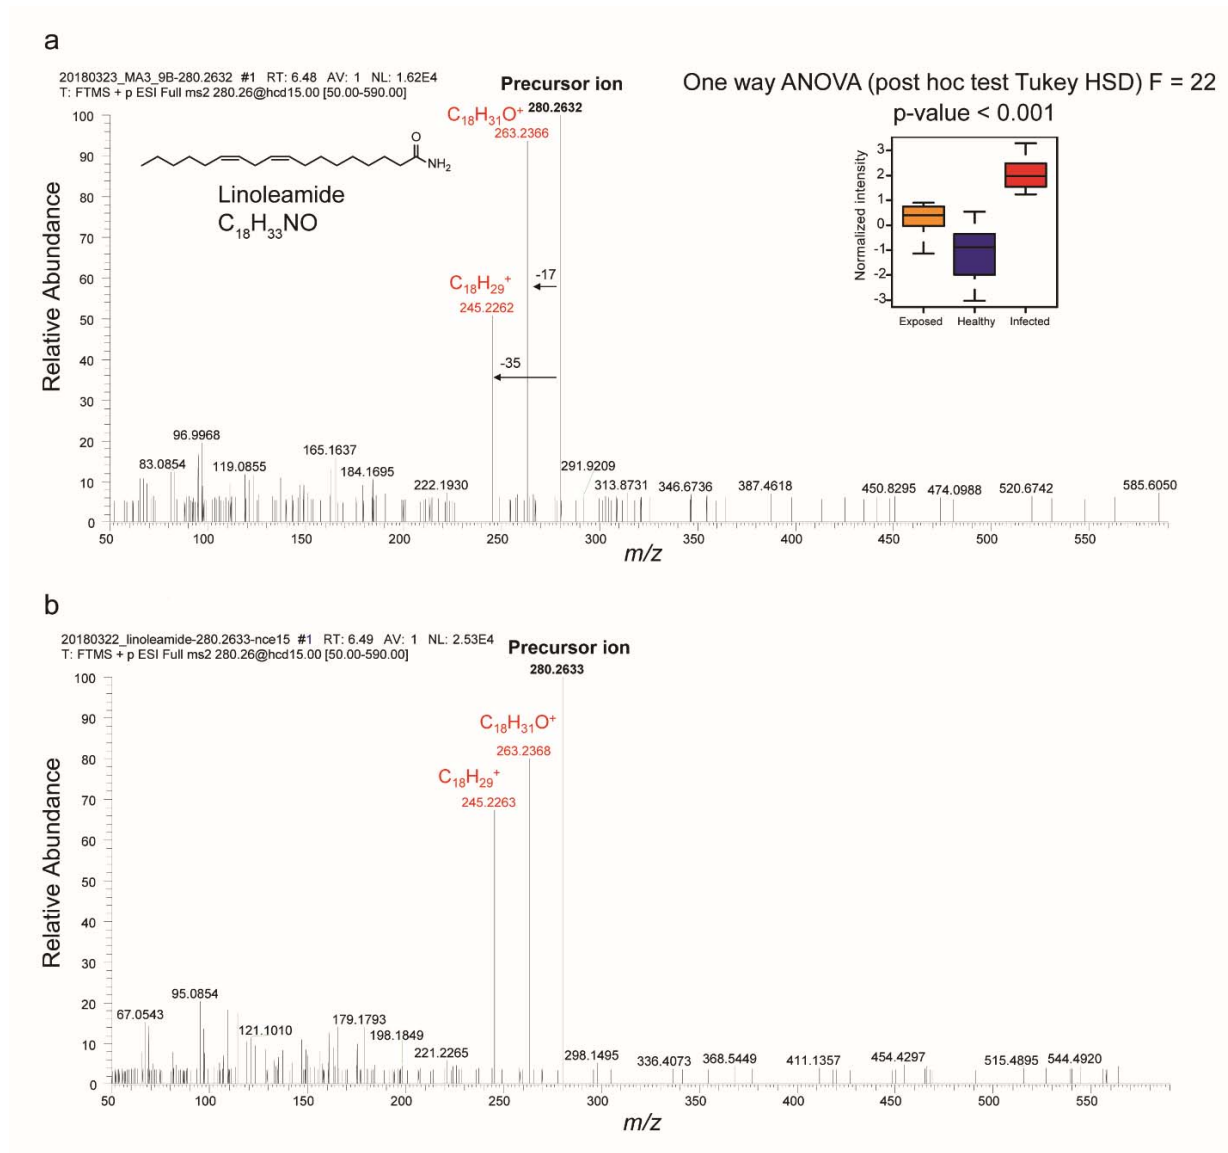 a
20180323_MA3_9B-280.2632 #1 RT: 6.48 AV: 1 NL: 1.62E4
T: FTMS + p ESI Full ms2 280.26@hcd15.00 [50.00-590.00]
Precursor ion
280.2632
C18H31O+
263.2366
One way ANOVA (post hoc test Tukey HSD) F = 22
p-value < 0.001
Normalized intensity
3
2
1
0
-1
-2
-3
Exposed Healthy Infected
O
NH2
Linoleamide
C18H33NO
-17
C18H29+
245.2262
-35
Relative Abundance
100
90
80
70
60
50
40
30
20
10
0
96.9968
83.0854
119.0855
165.1637
184.1695
222.1930
291.9209
313.8731
346.6736
387.4618
450.8295
474.0988
520.6742
585.6050
50 100 150 200 250 300 350 400 450 500 550
m/z
b
20180322_linoleamide-280.2633-nce15 #1 RT: 6.49 AV: 1 NL: 2.53E4
T: FTMS + p ESI Full ms2 280.26@hcd15.00 [50.00-590.00]
Precursor ion
280.2633
C18H31O+
263.2368
C18H29+
245.2263
Relative Abundance
100
90
80
70
60
50
40
30
20
10
0
95.0854
67.0543
121.1010
179.1793
198.1849
221.2265
298.1495
336.4073
368.5449
411.1357
454.4297
515.4895
544.4920
50 100 150 200 250 300 350 400 450 500 550
m/z